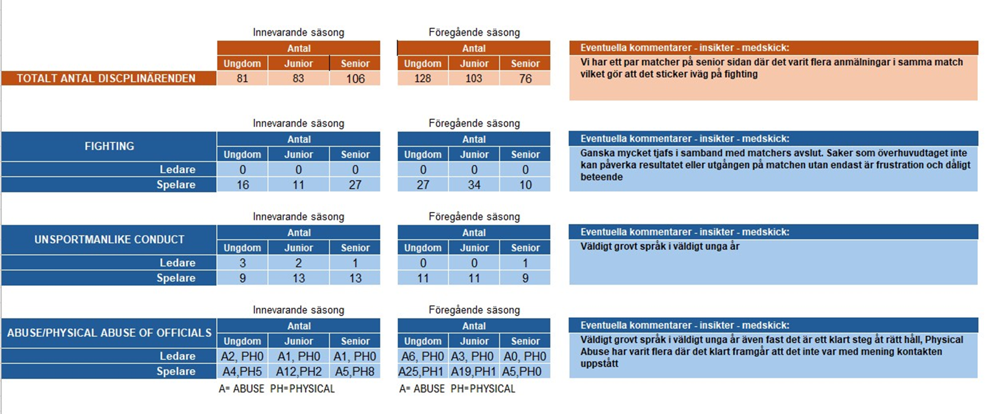 Innevarande säsong Föregående säsong
Antal Antal Eventuella kommentarer - insikter - medskick:
Ungdom Junior Senior Ungdom Junior Senior Vi har ett par matcher på senior sidan där det varit flera anmälningar i samma match
vilket gör att det sticker iväg på fighting
TOTALT ANTAL DISCPLINÄRENDEN 81 83 106 128 103 76
Innevarande säsong Föregående säsong
FIGHTING Antal Antal Eventuella kommentarer - insikter - medskick:
Ungdom Junior Senior Ungdom Junior Senior Ganska mycket tjafs i samband med matchers avslut. Saker som överhuvudtaget inte
Ledare 0 0 0 0 0 0 kan påverka resultatet eller utgången på matchen utan endast är frustration och dåligt
beteende
Spelare 16 11 27 27 34 10
Innevarande säsong Föregående säsong
UNSPORTMANLIKE CONDUCT Antal Antal Eventuella kommentarer - insikter - medskick:
Ungdom Junior Senior Ungdom Junior Senior Väldigt grovt språk i väldigt unga år
Ledare 3 2 1 0 0 1
Spelare 9 13 13 11 11 9
Innevarande säsong Föregående säsong
ABUSE/PHYSICAL ABUSE OF OFFICIALS Antal Antal Eventuella kommentarer - insikter - medskick:
Ungdom Junior Senior Ungdom Junior Senior Väldigt grovt språk i väldigt unga år även fast det är ett klart steg åt rätt håll, Physical
Ledare A2, PH0 A1, PH0 A1, PH0 A6, PH0 A3, PH0 A0, PH0 Abuse har varit flera där det klart framgår att det inte var med mening kontakten
uppstått
Spelare A4,PH5 A12,PH2 A5,PH8 A25,PH1 A19,PH1 A5,PH0
A= ABUSE PH=PHYSICAL A= ABUSE PH=PHYSICAL